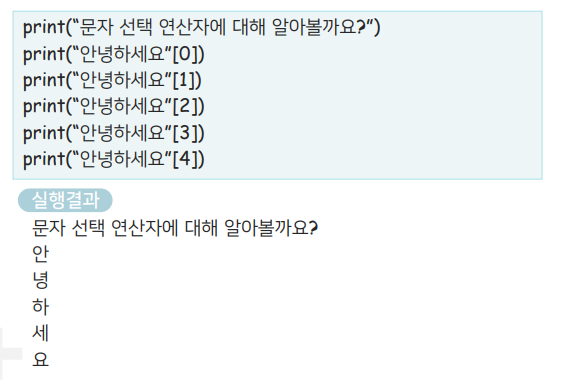 print(“문자 선택 연산자에 대해 알아볼까요?”)
print(“안녕하세요”[0])
print(“안녕하세요”[1])
print(“안녕하세요”[2])
print(“안녕하세요”[3])
print(“안녕하세요”[4])
실행결과
문자 선택 연산자에 대해 알아볼까요?
안
녕
하
세
요